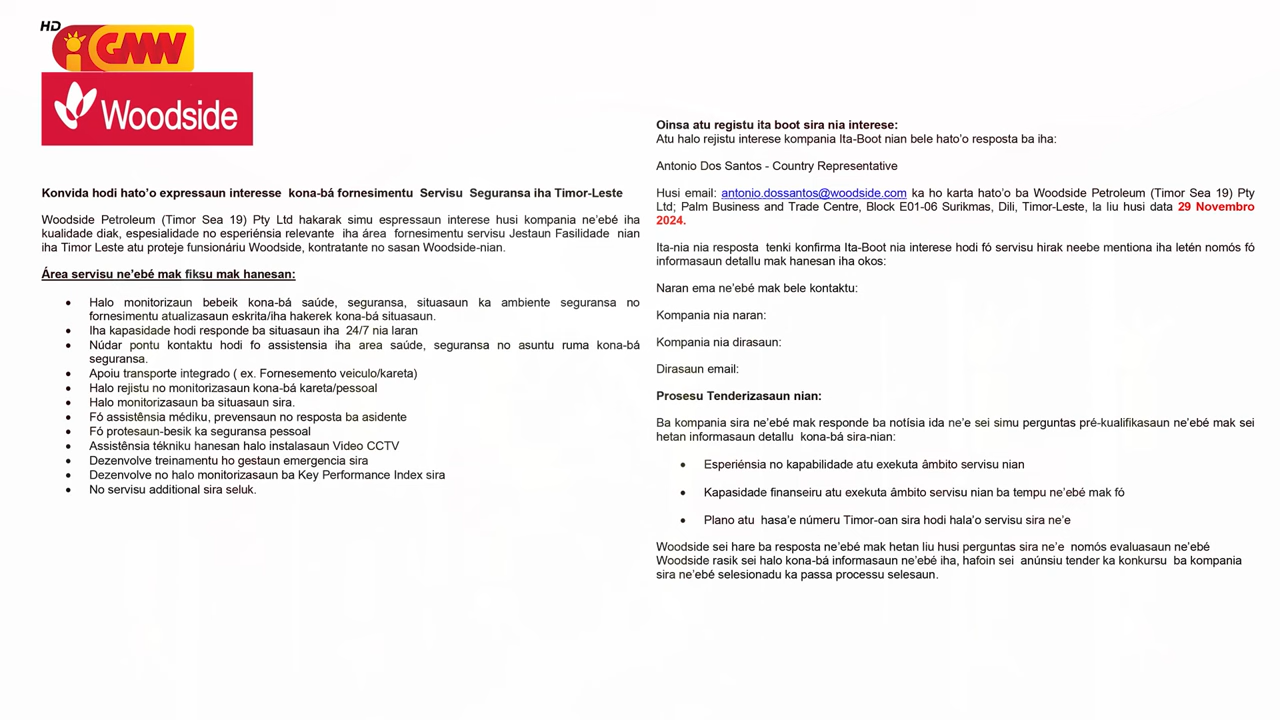 HD
GMN
Woodside
Konvida hodi hato'o expressaun interesse kona-bá fornesimentu Servisu Seguransa iha Timor-Leste
Woodside Petroleum (Timor Sea 19) Pty Ltd hakarak simu espressaun interese husi kompania ne'ebé iha
kualidade diak, espesialidade no esperiénsia relevante iha área fornesimentu servisu Jestaun Fasilidade nian
iha Timor Leste atu proteje funsionáriu Woodside, kontratante no sasan Woodside-nian.
Área servisu ne'ebé mak fiksu mak hanesan:
• Halo monitorizaun bebeik kona-bá saúde, seguransa, situasaun ka ambiente seguransa no
fornesimentu atualizasaun eskrita/iha hakerek kona-bá situasaun.
• Iha kapasidade hodi responde ba situasaun iha 24/7 nia laran
• Núdar pontu kontaktu hodi fo assistensia iha area saúde, seguransa no asuntu ruma kona-bá
seguransa.
• Apoiu transporte integrado ( ex. Fornesemento veiculo/kareta)
• Halo rejistu no monitorizasaun kona-bá kareta/pessoal
• Halo monitorizasaun ba situasaun sira.
• Fó assistênsia médiku, prevensaun no resposta ba asidente
• Fó protesaun-besik ka seguransa pessoal
• Assistênsia tékniku hanesan halo instalasaun Video CCTV
• Dezenvolve treinamentu ho gestaun emergencia sira
• Dezenvolve no halo monitorizasaun ba Key Performance Index sira
• No servisu additional sira seluk.
Oinsa atu registu ita boot sira nia interese:
Atu halo rejistu interese kompania Ita-Boot nian bele hato'o resposta ba iha:
Antonio Dos Santos - Country Representative
Husi email: antonio.dossantos@woodside.com ka ho karta hato'o ba Woodside Petroleum (Timor Sea 19) Pty
Ltd; Palm Business and Trade Centre, Block E01-06 Surikmas, Dili, Timor-Leste, la liu husi data 29 Novembro
2024.
Ita-nia nia resposta tenki konfirma Ita-Boot nia interese hodi fó servisu hirak neebe mentiona iha letén nomós fó
informasaun detallu mak hanesan iha okos:
Naran ema ne'ebé mak bele kontaktu:
Kompania nia naran:
Kompania nia dirasaun:
Dirasaun email:
Prosesu Tenderizasaun nian:
Ba kompania sira ne'ebé mak responde ba notísia ida ne'e sei simu perguntas pré-kualifikasaun ne'ebé mak sei
hetan informasaun detallu kona-bá sira-nian:
• Esperiénsia no kapabilidade atu exekuta âmbito servisu nian
• Kapasidade finanseiru atu exekuta âmbito servisu nian ba tempu ne'ebé mak fó
• Plano atu hasa'e númeru Timor-oan sira hodi hala'o servisu sira ne'e
Woodside sei hare ba resposta ne'ebé mak hetan liu husi perguntas sira ne'e nomós evaluasaun ne'ebé
Woodside rasik sei halo kona-bá informasaun ne'ebé iha, hafoin sei anúnsiu tender ka konkursu ba kompania
sira ne'ebé selesionadu ka passa processu selesaun.